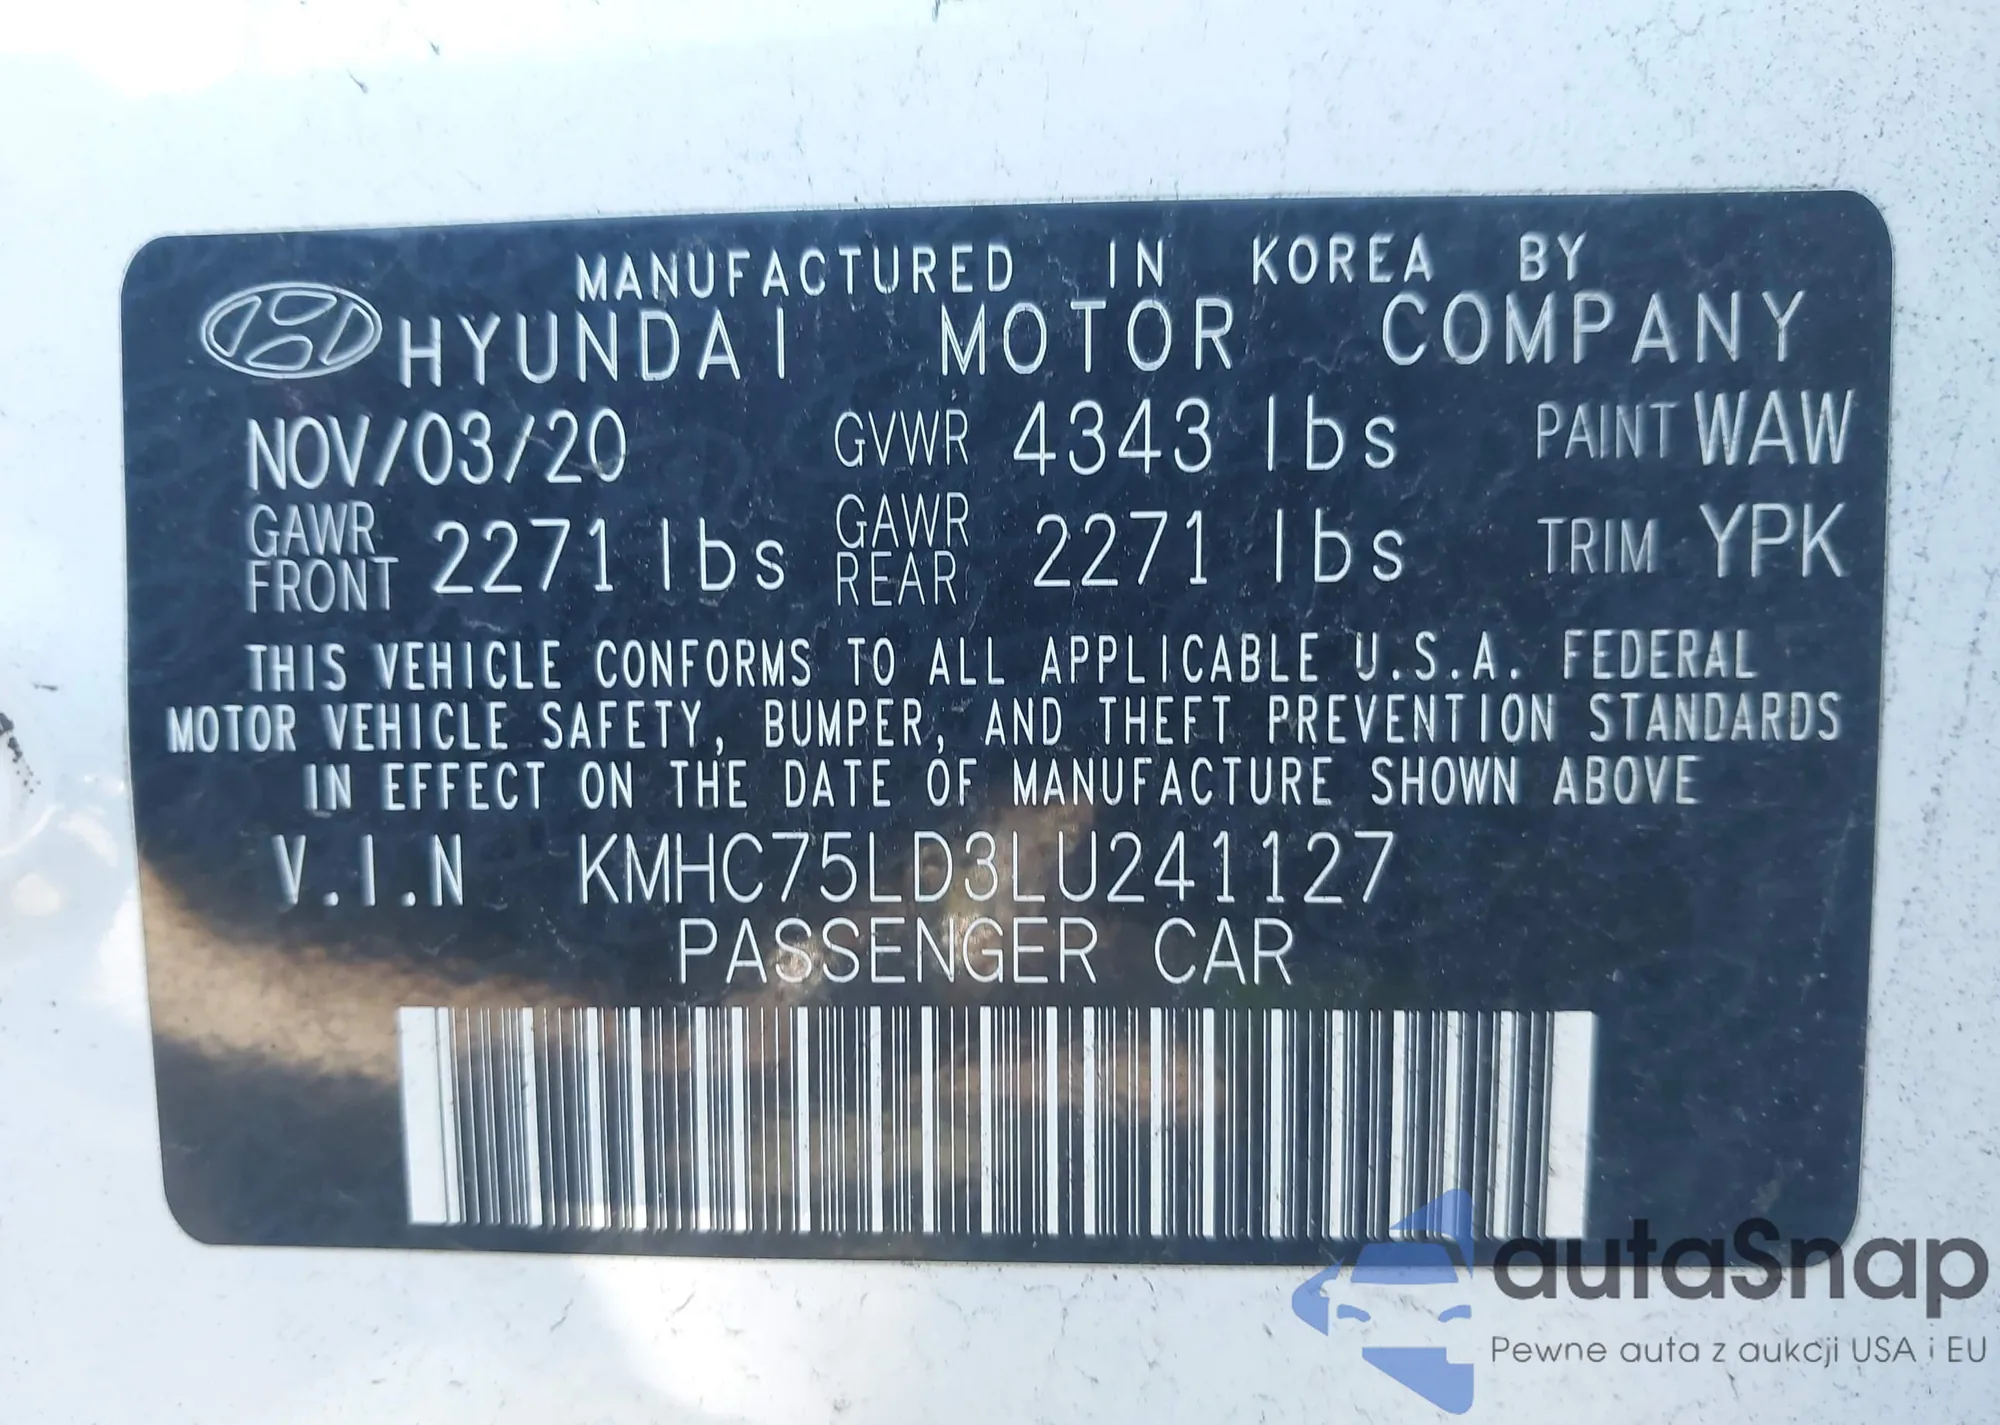 MANUFACTURED IN KOREA BY
HYUNDAI MOTOR COMPANY
NOV/03/20 GVWR 4343 lbs PAINT WAW
GAWR FRONT 2271 lbs GAWR REAR 2271 lbs TRIM YPK
THIS VEHICLE CONFORMS TO ALL APPLICABLE U.S.A. FEDERAL
MOTOR VEHICLE SAFETY, BUMPER, AND THEFT PREVENTION STANDARDS
IN EFFECT ON THE DATE OF MANUFACTURE SHOWN ABOVE
V.I.N KMHC75LD3LU241127
PASSENGER CAR
autaSnap
Pewne auta z aukcji USA i EU